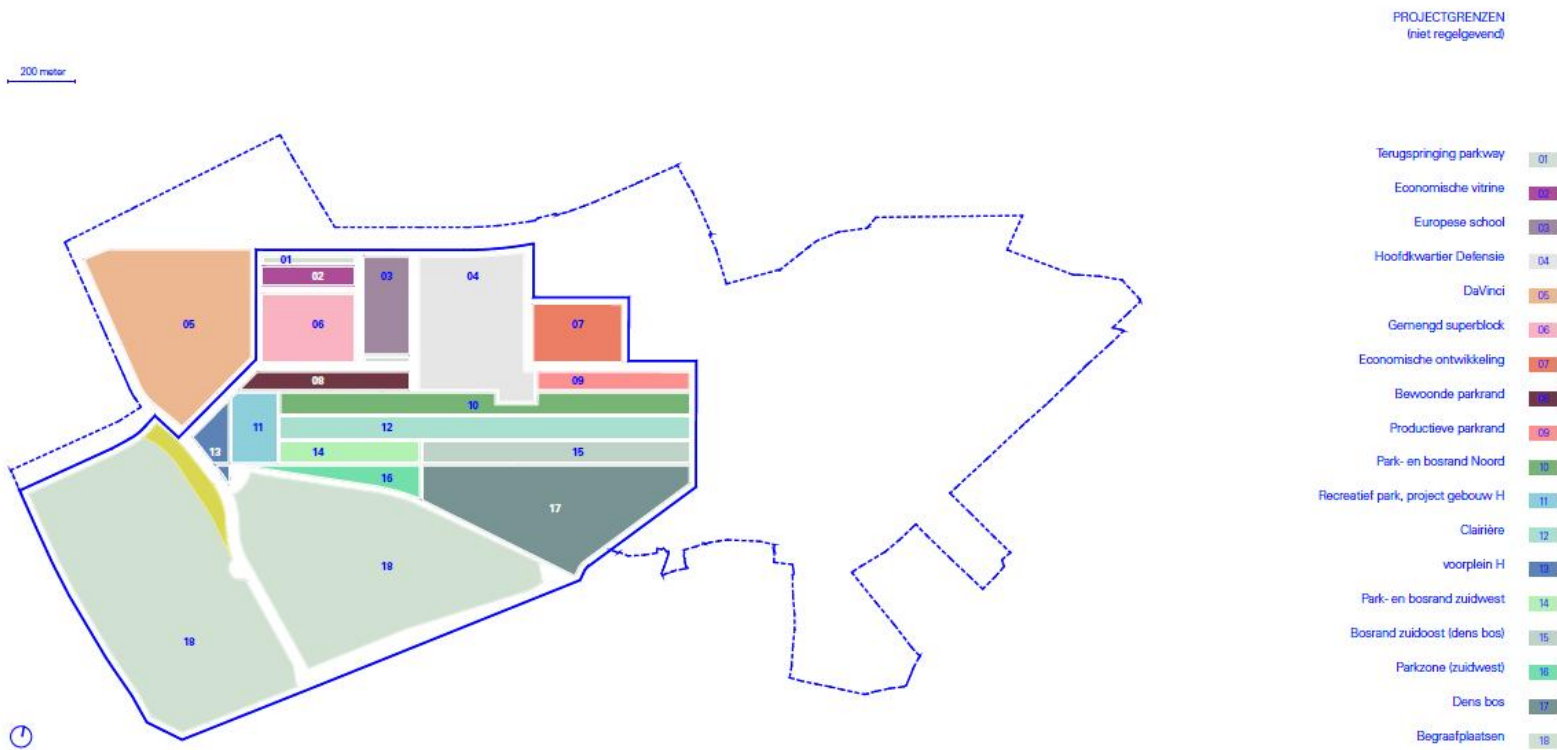 PROJECTGRENZEN
(niet regelgevend)
200 meter
Terugspringing parkway 01
Economische vitrine 02
Europese school 03
Hoofdkwartier Defensie 04
DaVinci 05
Gemengd superblock 06
Economische ontwikkeling 07
Bewoonde parkrand 08
Productieve parkrand 09
Park- en bosrand Noord 10
Recreatief park, project gebouw H 11
Clairière 12
voorplein H 13
Park- en bosrand zuidwest 14
Bosrand zuidoost (dens bos) 15
Parkzone (zuidwest) 16
Dens bos 17
Begraafplaatsen 18
01
02
03
04
05
06
07
08
09
10
11
12
13
14
15
16
17
18
18